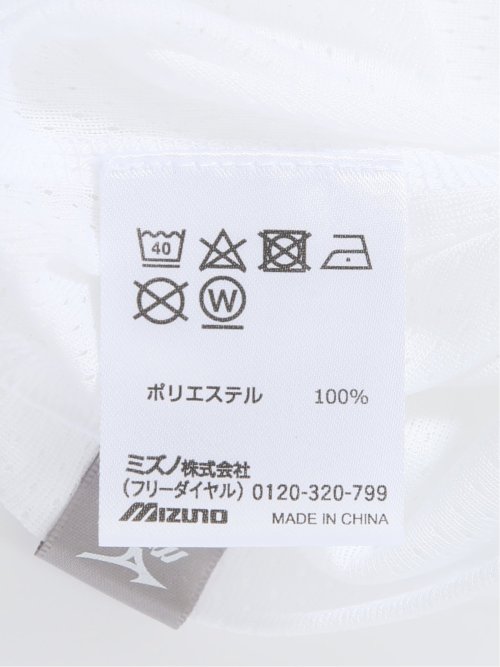 40
W
ポリエステル 100%
ミズノ株式会社
(フリーダイヤル) 0120-320-799
MIZUNO MADE IN CHINA